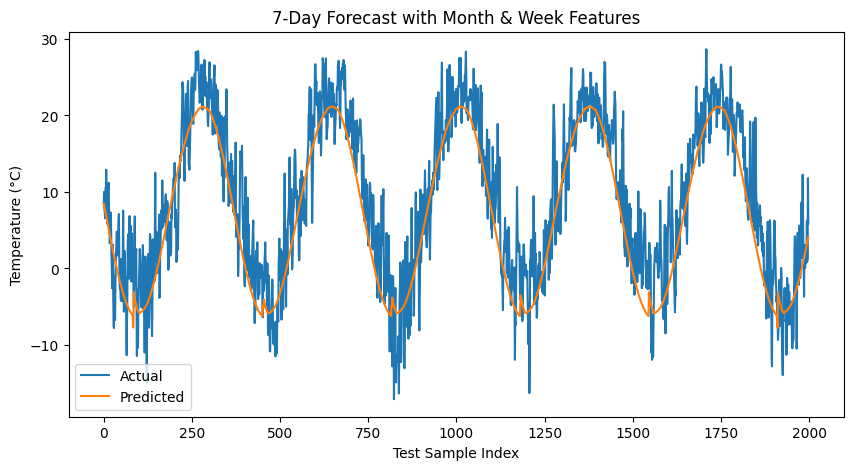 7-Day Forecast with Month & Week Features
Temperature (°C)
30
20
10
0
−10
Actual
Predicted
0
250
500
750
1000
1250
1500
1750
2000
Test Sample Index